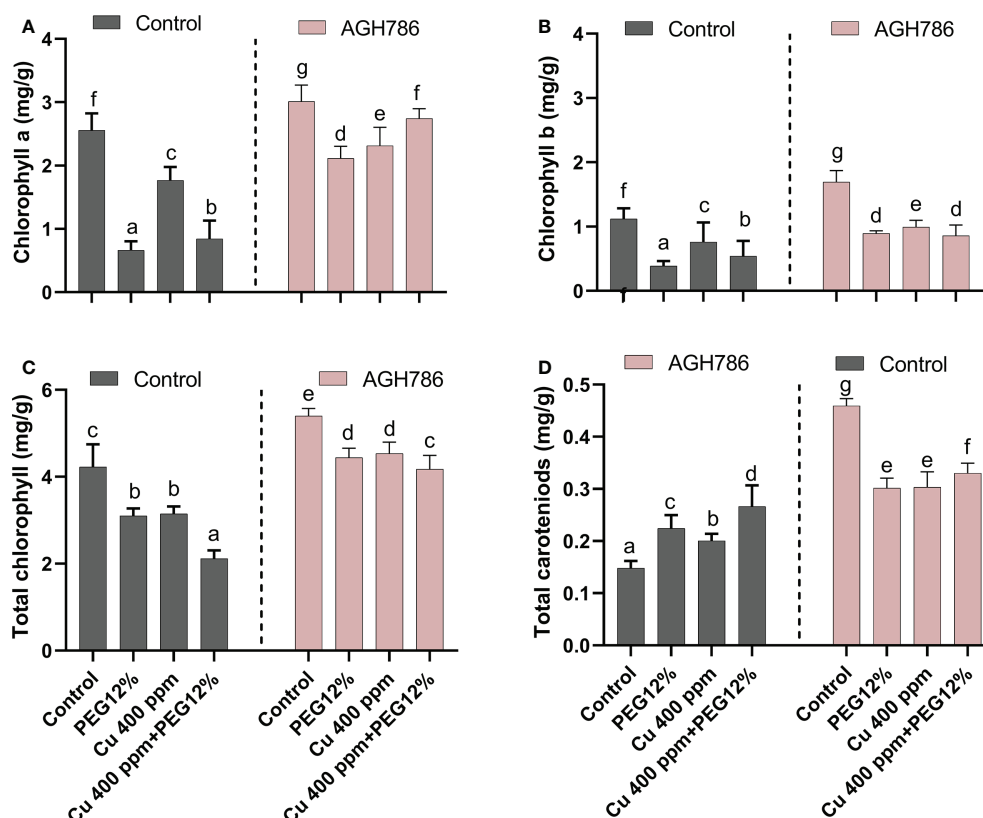 A
Control
AGH786
Chlorophyll a (mg/g)
4
3
2
1
0
f
a
c
b
g
d
e
f
B
Control
AGH786
Chlorophyll b (mg/g)
4
3
2
1
0
f
a
c
b
g
d
e
d
f
C
Control
AGH786
Total chlorophyll (mg/g)
6
4
2
0
c
b
b
a
e
d
d
c
Control
PEG12%
Cu 400 ppm
Cu 400 ppm+PEG12%
Control
PEG12%
Cu 400 ppm
Cu 400 ppm+PEG12%
D
AGH786
Control
Total caroteniods (mg/g)
0.5
0.4
0.3
0.2
0.1
0.0
a
c
b
d
g
e
e
f
Control
PEG12%
Cu 400 ppm
Cu 400 ppm+PEG12%
Control
PEG12%
Cu 400 ppm
Cu 400 ppm+PEG12%